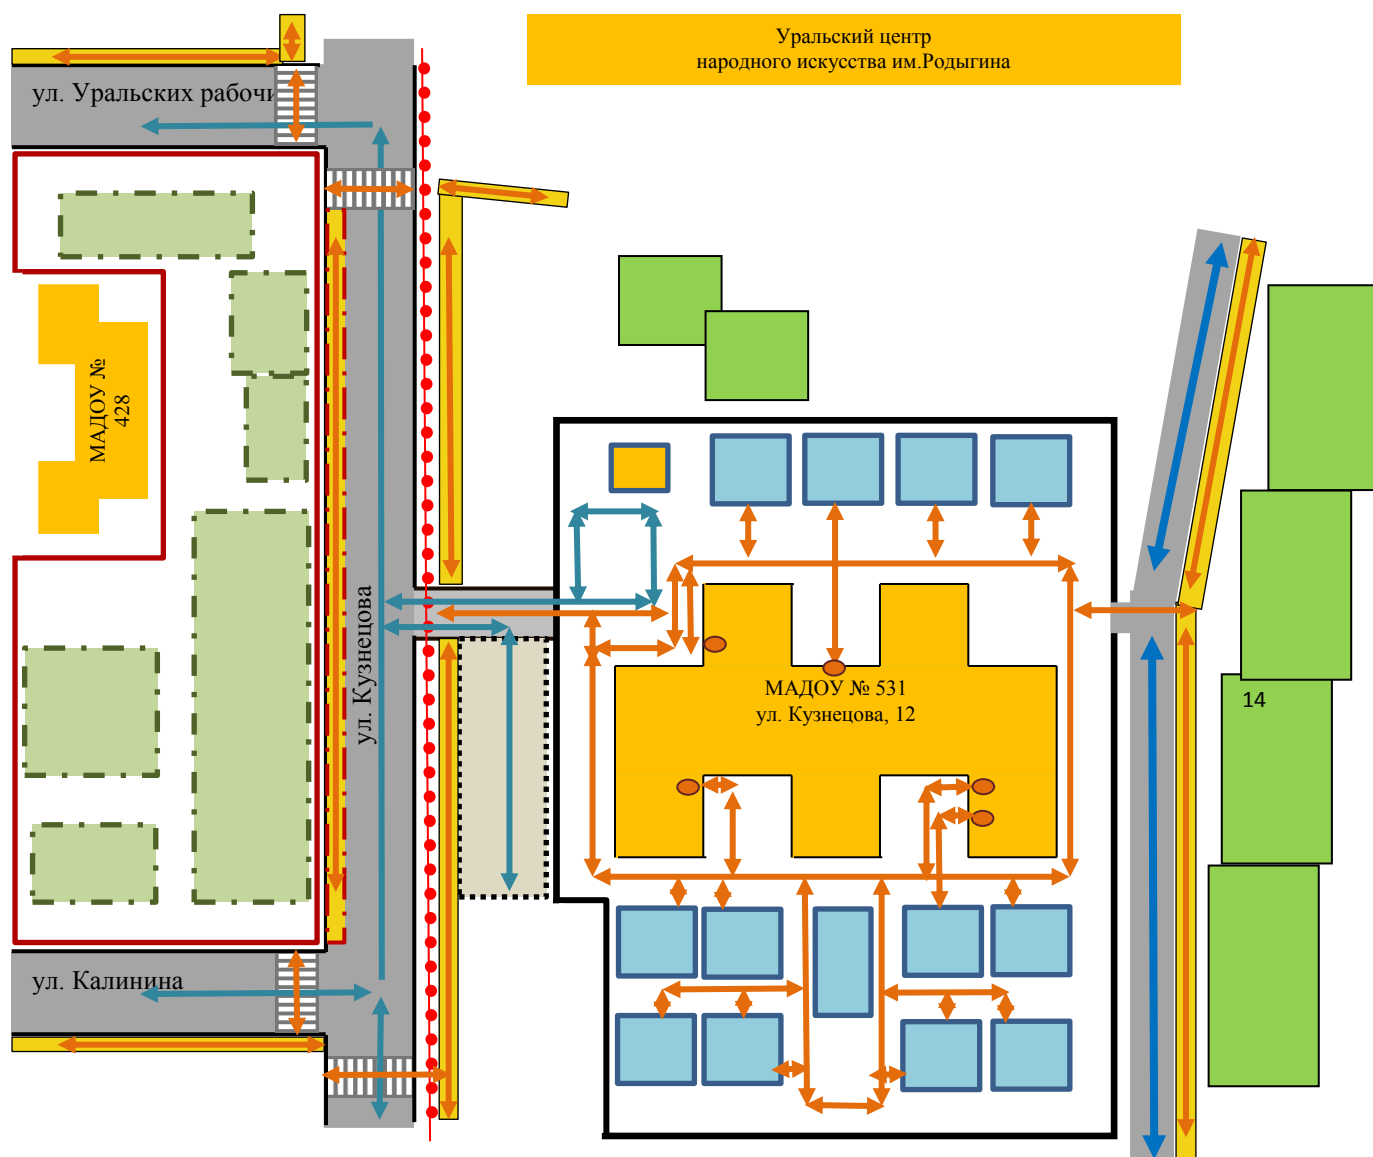 Уральский центр
народного искусства им.Родыгина
ул. Уральских рабочи
МАДОУ №
428
ул. Кузнецова
МАДОУ № 531
ул. Кузнецова, 12
14
ул. Калинина